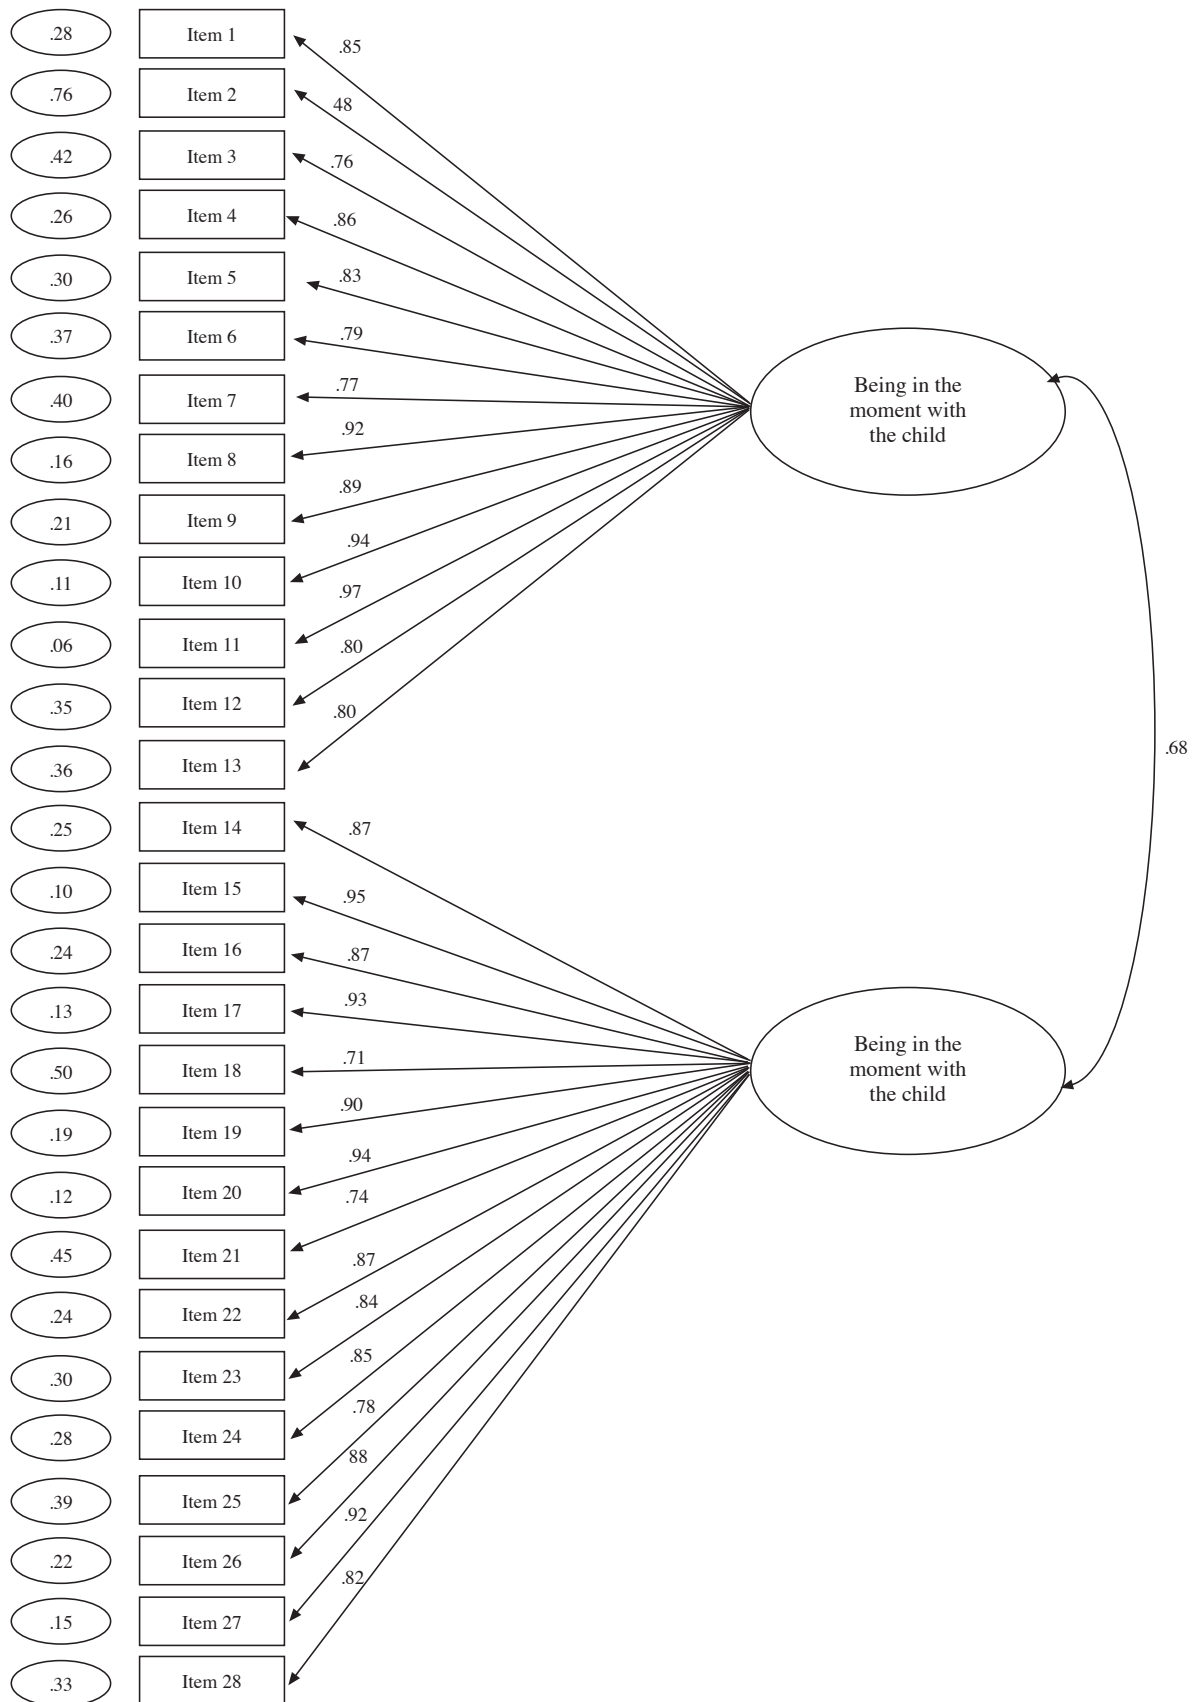 .28 Item 1 .85
.76 Item 2 48
.42 Item 3 .76
.26 Item 4 .86
.30 Item 5 .83
.37 Item 6 .79
.40 Item 7 .77
.16 Item 8 .92
.21 Item 9 .89
.11 Item 10 .94
.06 Item 11 .97
.35 Item 12 .80
.36 Item 13 .80
Being in the
moment with
the child
.68
.25 Item 14 .87
.10 Item 15 .95
.24 Item 16 .87
.13 Item 17 .93
.50 Item 18 .71
.19 Item 19 .90
.12 Item 20 .94
.45 Item 21 .74
.24 Item 22 .87
.30 Item 23 .84
.28 Item 24 .85
.39 Item 25 .78
.22 Item 26 88
.15 Item 27 .92
.33 Item 28 .82
Being in the
moment with
the child